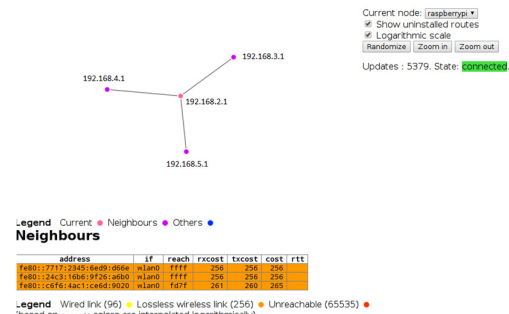 Current node: raspberrypi
Show uninstalled routes
Logarithmic scale
Randomize Zoom in Zoom out
Updates : 5379. State: connected.
192.168.3.1
192.168.4.1
192.168.2.1
192.168.5.1
Legend Current Neighbours Others
Neighbours
address if reach rxcost txcost cost rtt
fe80::7717:2345:6ed9:d66e wlan0 ffff 256 256 256
fe80::24c3:16b6:9f26:a6b0 wlan0 ffff 256 256 256
fe80::c6f6:4ac1:ce6d:9020 wlan0 fd7f 261 260 265
Legend Wired link (96) Lossless wireless link (256) Unreachable (65535)
colors are interpolated logarithmically)